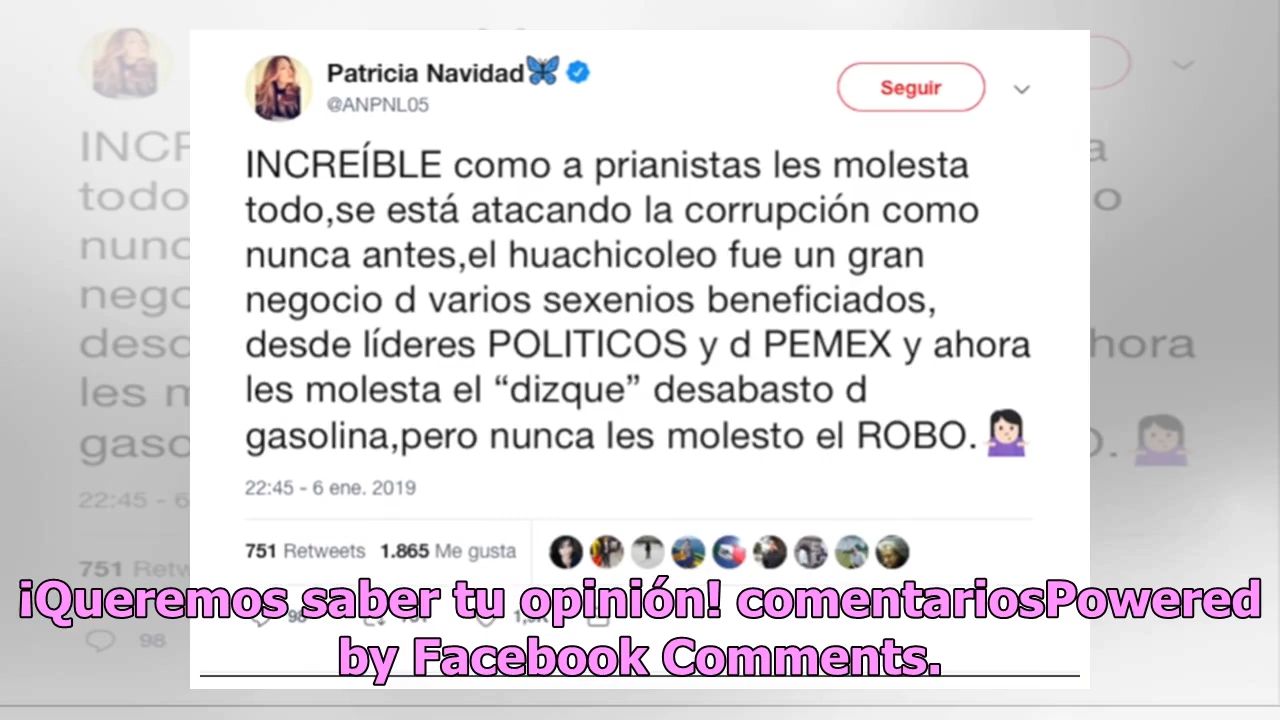 Patricia Navidad
@ANPNL05
Seguir
INCREÍBLE como a prianistas les molesta
todo,se está atacando la corrupción como
nunca antes,el huachicoleo fue un gran
negocio d varios sexenios beneficiados,
desde líderes POLITICOS y d PEMEX y ahora
les molesta el “dizque” desabasto d
gasolina,pero nunca les molesto el ROBO.
22:45 - 6 ene. 2019
751 Retweets 1.865 Me gusta
¡Queremos saber tu opinión! comentariosPowered
by Facebook Comments.